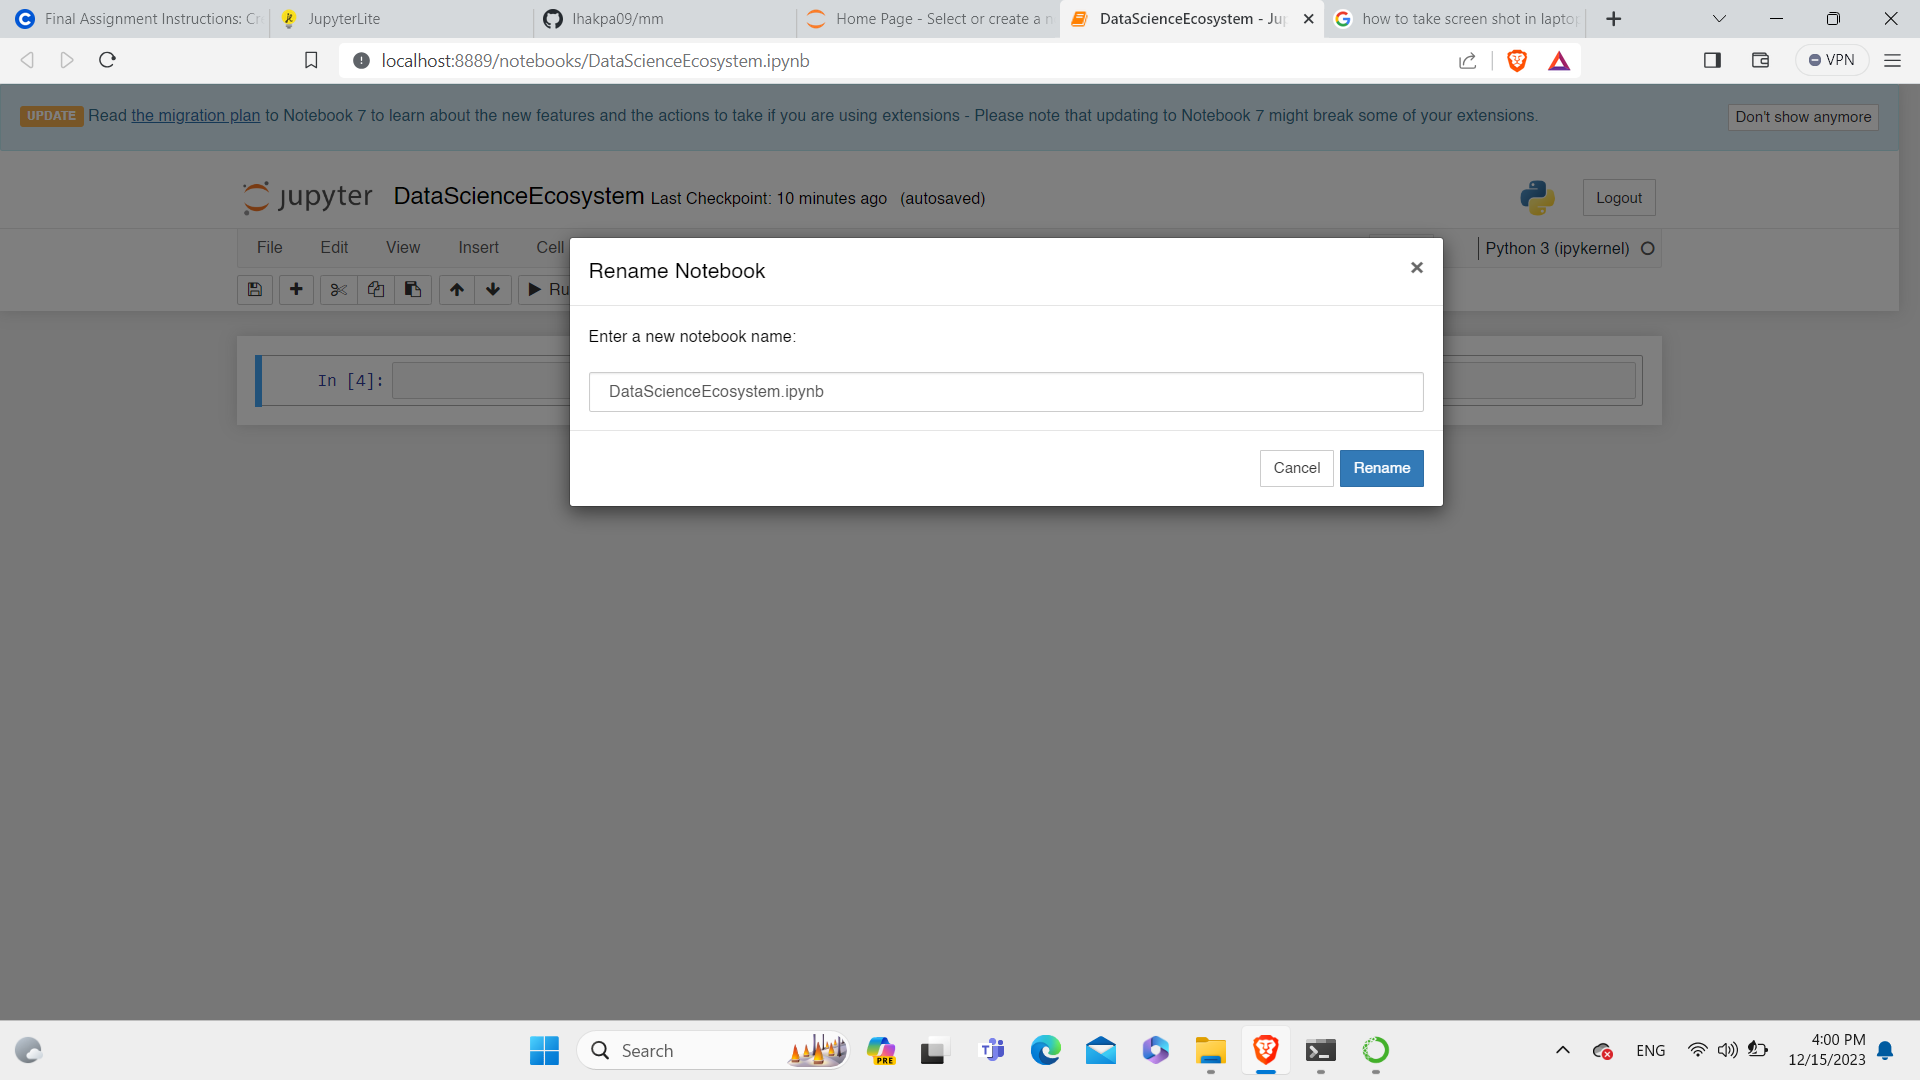 Final Assignment Instructions: Cr
JupyterLite
lhakpa09/mm
Home Page - Select or create a n
DataScienceEcosystem - Ju
how to take screen shot in laptop
localhost:8889/notebooks/DataScienceEcosystem.ipynb
VPN
UPDATE Read the migration plan to Notebook 7 to learn about the new features and the actions to take if you are using extensions - Please note that updating to Notebook 7 might break some of your extensions.
Don't show anymore
jupyter DataScienceEcosystem Last Checkpoint: 10 minutes ago (autosaved)
Logout
File Edit View Insert Cell
Python 3 (ipykernel)
Ru
Rename Notebook
Enter a new notebook name:
DataScienceEcosystem.ipynb
Cancel Rename
In [4]:
Search
PRE
ENG
4:00 PM
12/15/2023